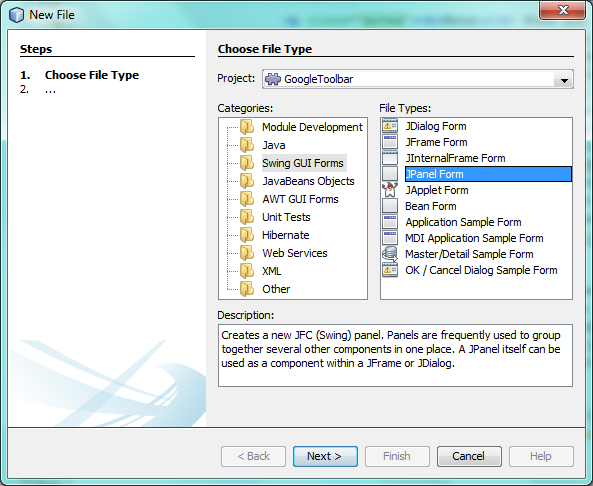 New File
Steps
1. Choose File Type
2. ...
Choose File Type
Project: GoogleToolbar
Categories:
Module Development
Java
Swing GUI Forms
JavaBeans Objects
AWT GUI Forms
Unit Tests
Hibernate
Web Services
XML
Other
File Types:
JDialog Form
JFrame Form
JInternalFrame Form
JPanel Form
JApplet Form
Bean Form
Application Sample Form
MDI Application Sample Form
Master/Detail Sample Form
OK / Cancel Dialog Sample Form
Description:
Creates a new JFC (Swing) panel. Panels are frequently used to group
together several other components in one place. A JPanel itself can be
used as a component within a JFrame or JDialog.
< Back Next > Finish Cancel Help